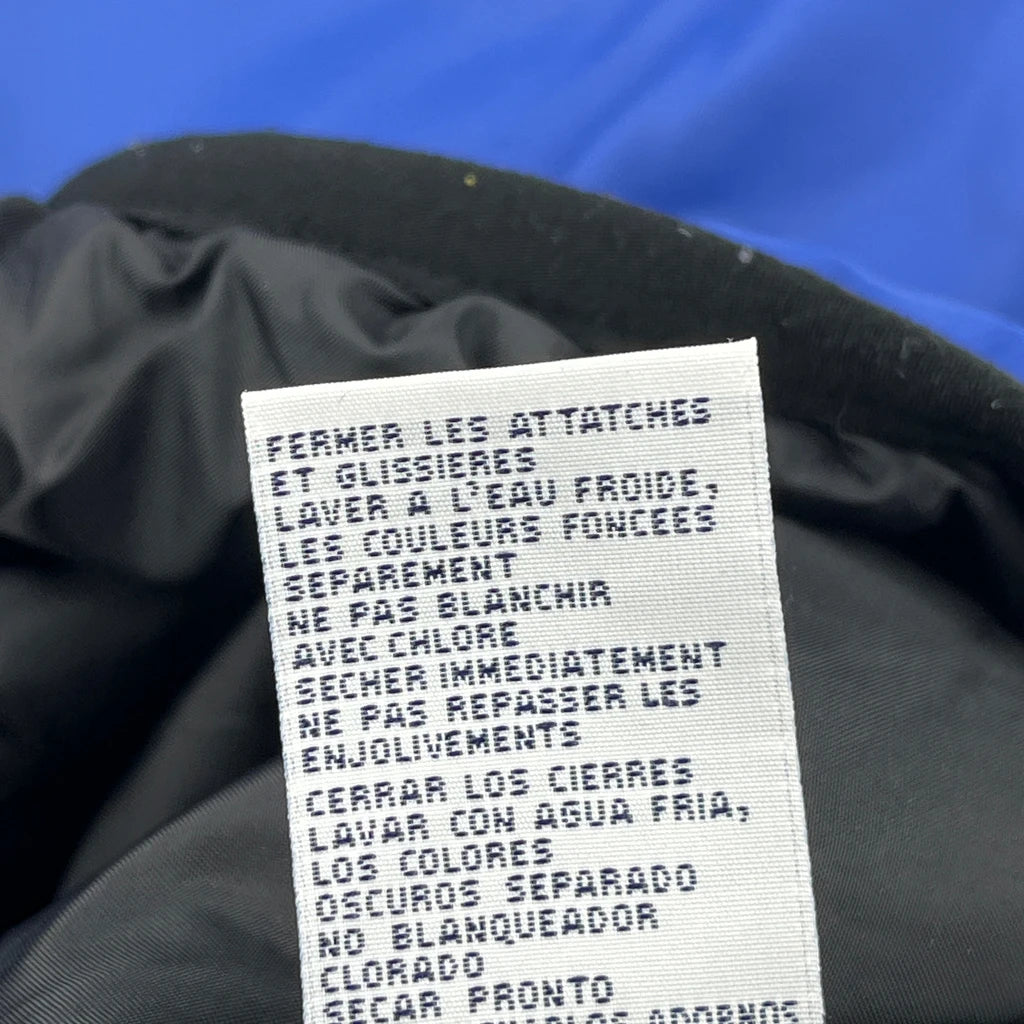 FERMER LES ATTATCHES
ET GLISSIERES
LAVER A L'EAU FROIDE,
LES COULEURS FONCEES
SEPAREMENT
NE PAS BLANCHIR
AVEC CHLORE
SECHER IMMEDIATEMENT
NE PAS REPASSER LES
ENJOLIVEMENTS
CERRAR LOS CIERRES
LAVAR CON AGUA FRIA,
LOS COLORES
OSCUROS SEPARADO
NO BLANQUEADOR
CLORADO
SECAR PRONTO
ADORNOS